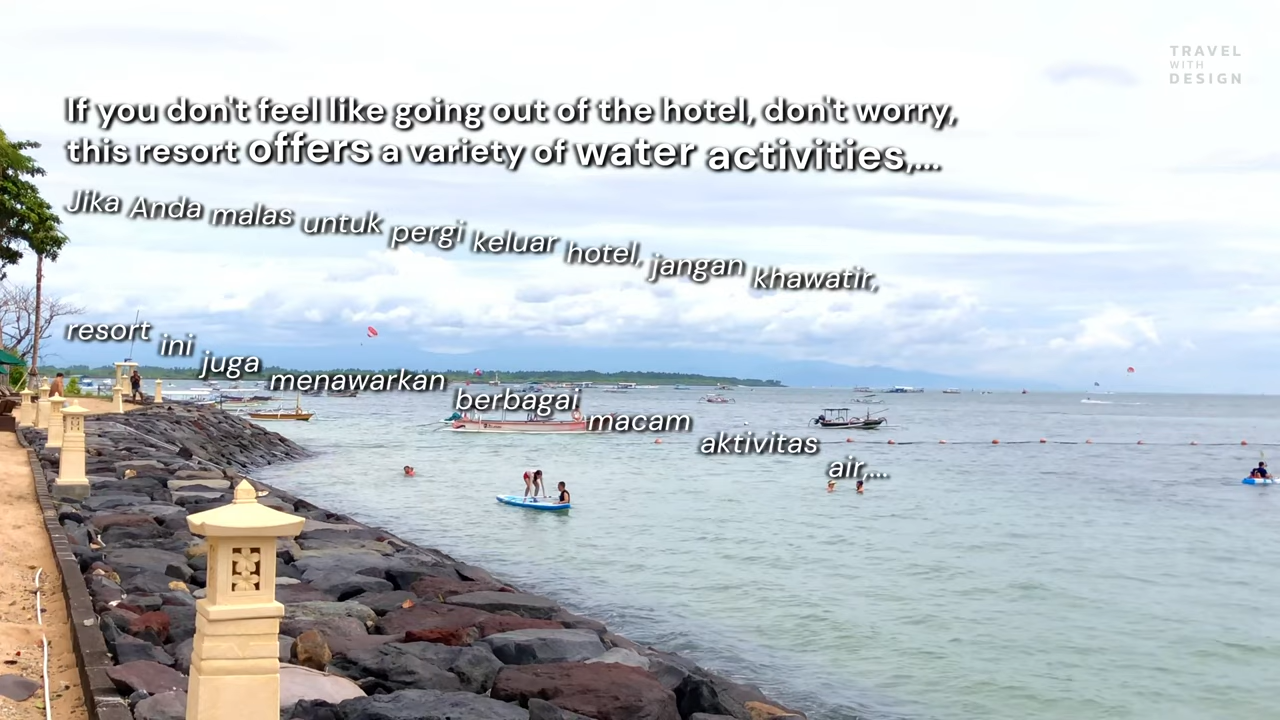 TRAVEL
WITH
DESIGN
If you don't feel like going out of the hotel, don't worry,
this resort offers a variety of water activities,...
Jika Anda malas untuk pergi keluar hotel, jangan khawatir,
resort ini juga menawarkan berbagai macam aktivitas air,...